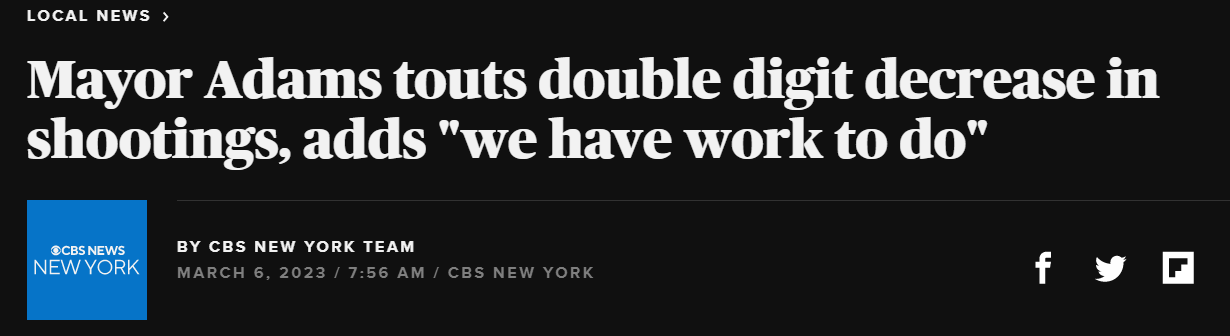 LOCAL NEWS ›
Mayor Adams touts double digit decrease in
shootings, adds "we have work to do"
CBS NEWS
NEW YORK
BY CBS NEW YORK TEAM
MARCH 6, 2023 / 7:56 AM / CBS NEW YORK